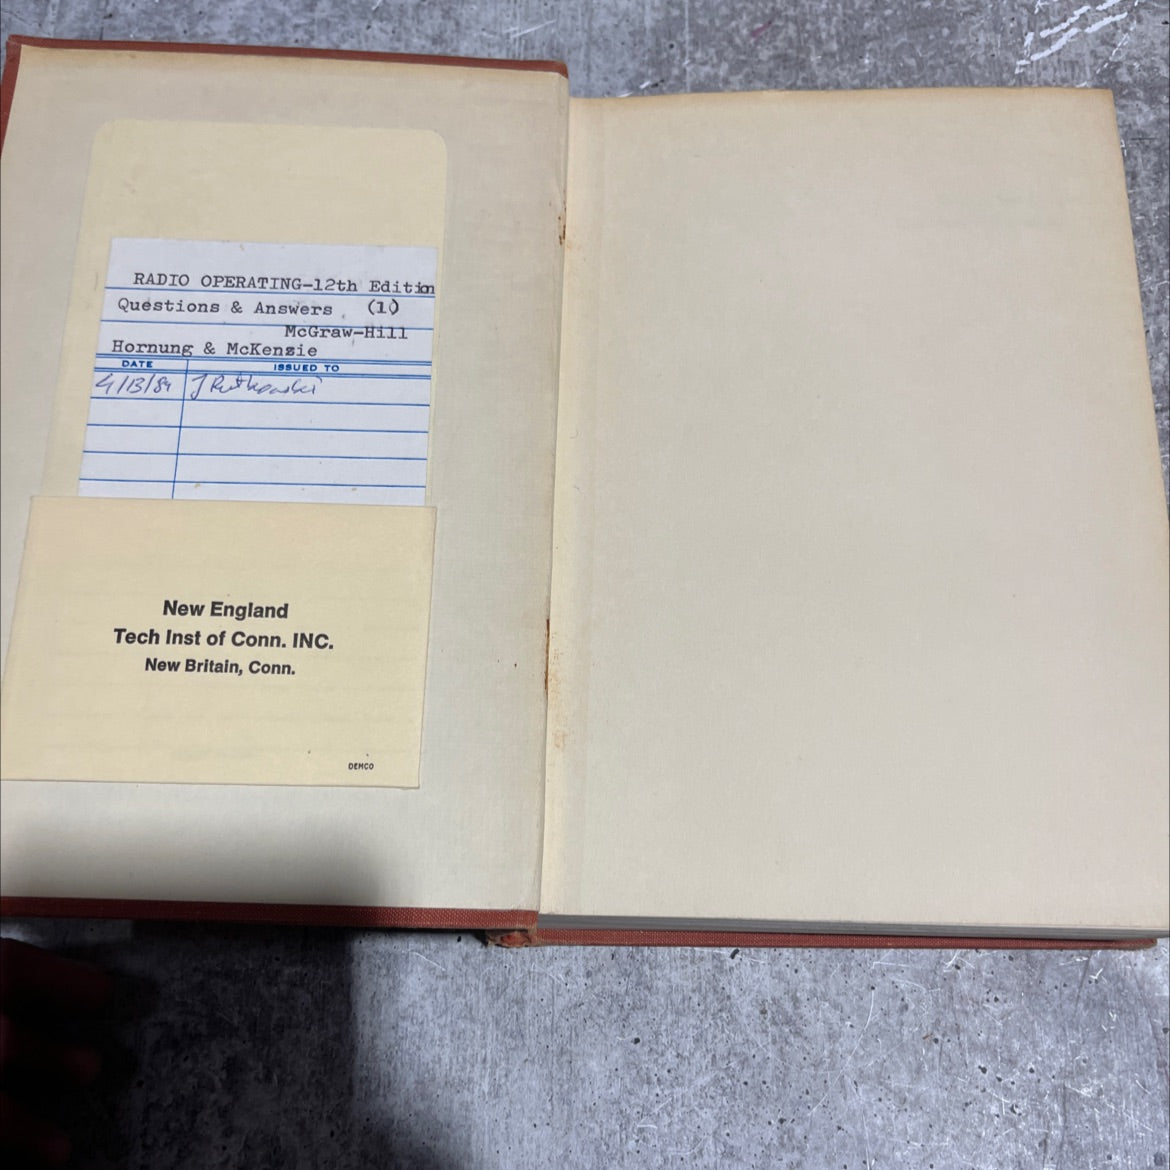 RADIO OPERATING-12th Edition
Questions & Answers (1)
McGraw-Hill
Hornung & McKenzie
DATE ISSUED TO
4/13/84 J Rutkowski
New England
Tech Inst of Conn. INC.
New Britain, Conn.
DEMCO